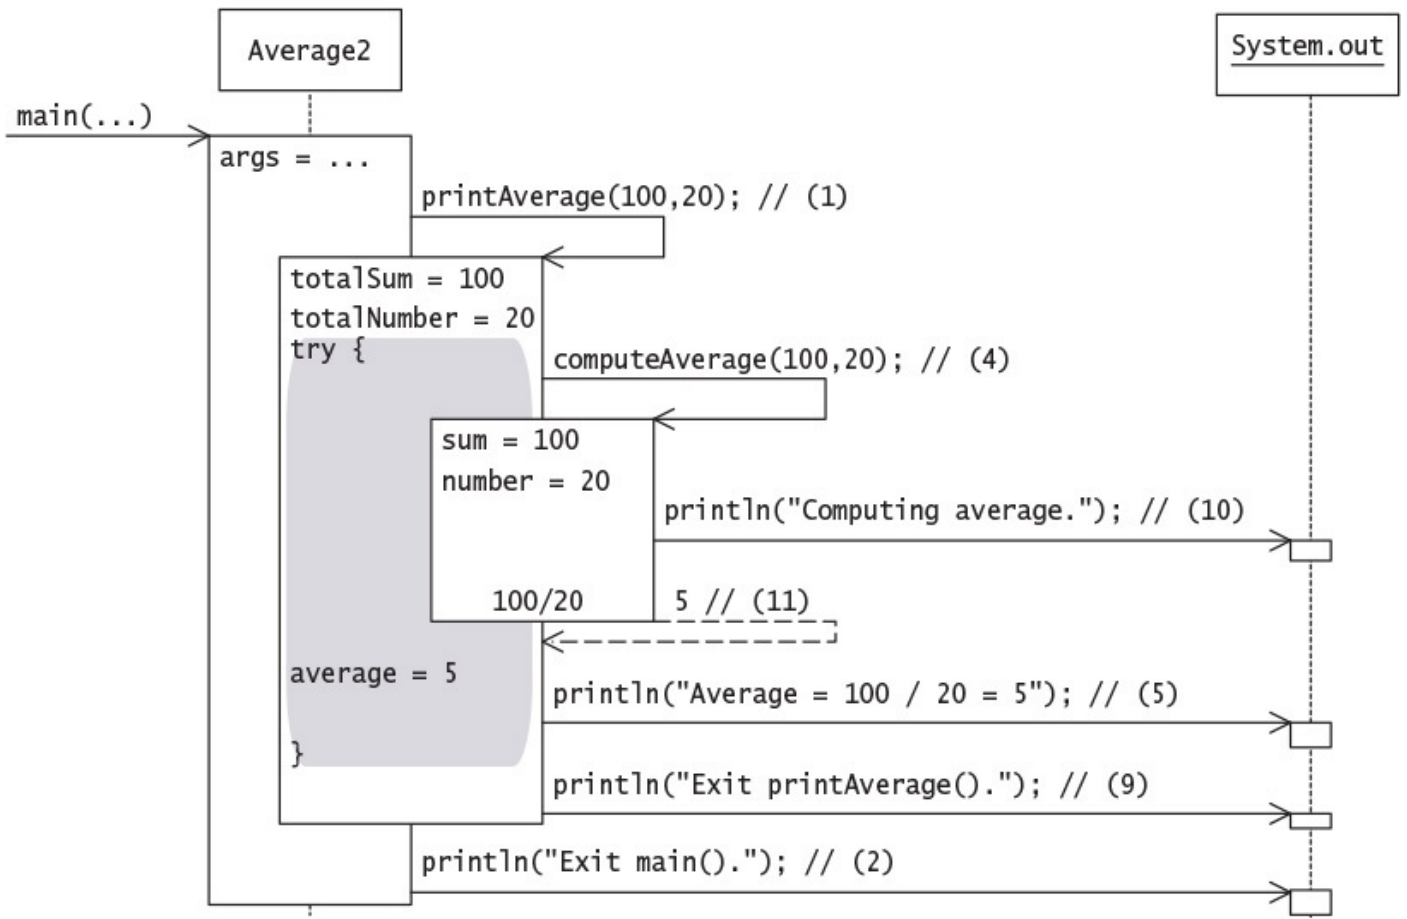 Average2
System.out
main(...)
args = ...
printAverage(100,20); // (1)
totalSum = 100
totalNumber = 20
try {
computeAverage(100,20); // (4)
sum = 100
number = 20
println("Computing average."); // (10)
100/20
5 // (11)
average = 5
println("Average = 100 / 20 = 5"); // (5)
}
println("Exit printAverage()."); // (9)
println("Exit main()."); // (2)